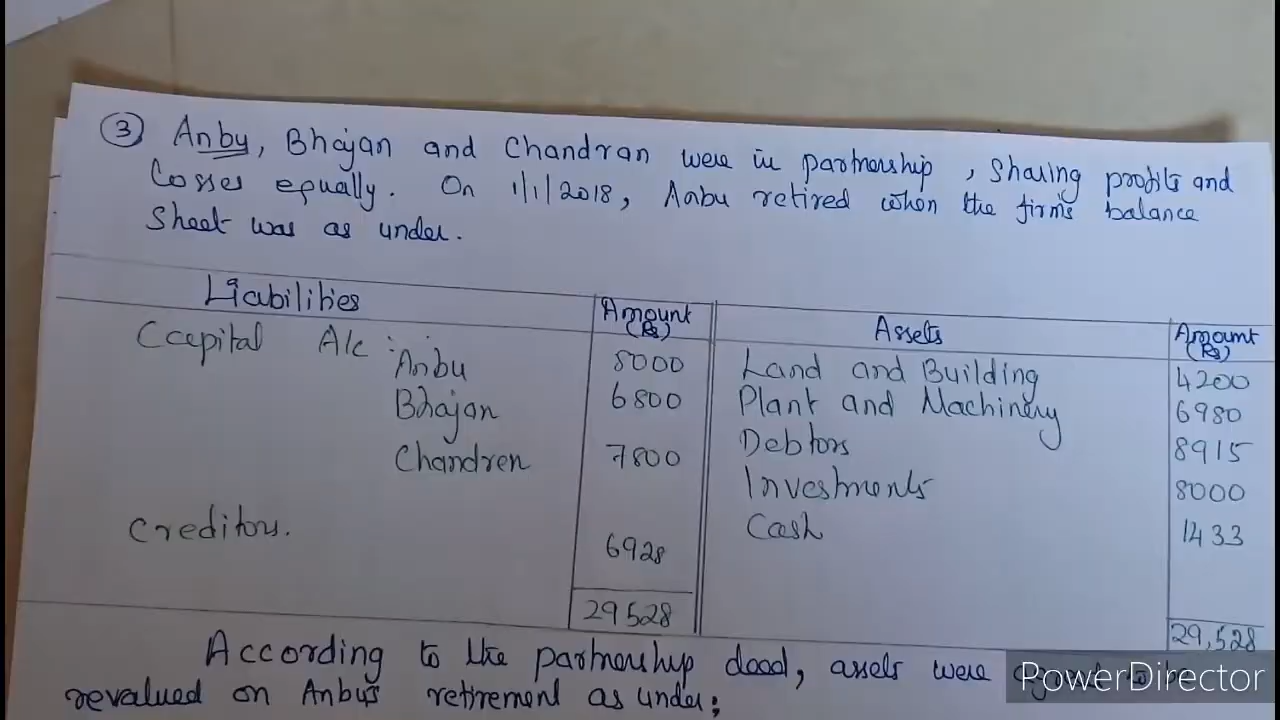 ③ Anby, Bhajan and Chandran were in partnership, sharing profits and
losses equally. On 1/1/2018, Anbu retired when the firm's balance
sheet was as under.
Liabilities Amount (Rs) Assets Amount (Rs)
Ccapital A/c :
Anbu 8000 Land and Building 4200
Bhajan 6800 Plant and Machinery 6980
Chandren 7800 Debtors 8915
Investments 8000
Creditors. 6928 Cash 1433
29528 29,528
According to the partnership deed, assets were
revalued on Anbu's retirement as under;
PowerDirector